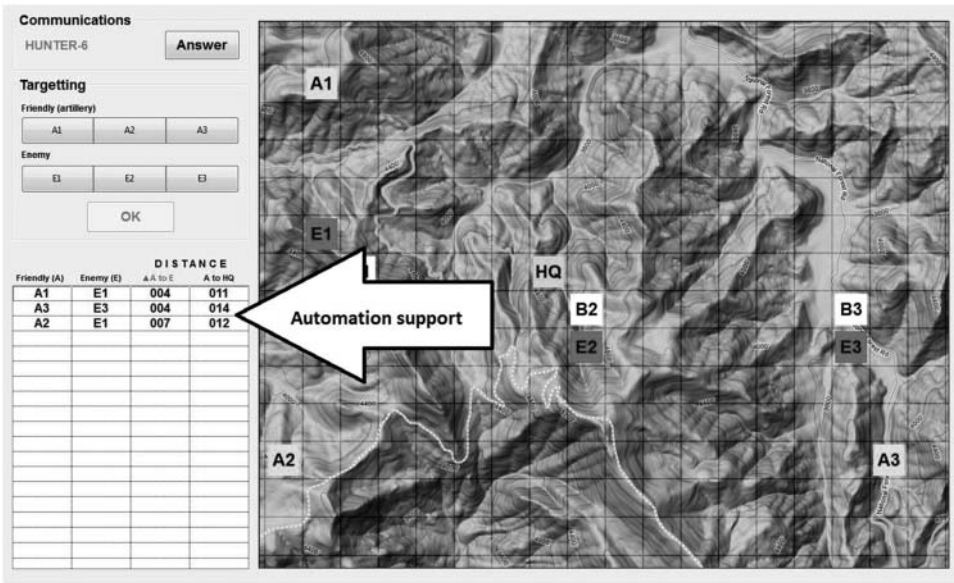 Communications
HUNTER-6
Answer
Targetting
Friendly (artillery)
A1 A2 A3
Enemy
E1 E2 E3
OK
DISTANCE
Friendly (A) Enemy (E) ▲A to E A to HQ
A1 E1 004 011
A3 E3 004 014
A2 E1 007 012
A1
E1
HQ
Automation support
B2
B3
E2
E3
A2
A3
4400